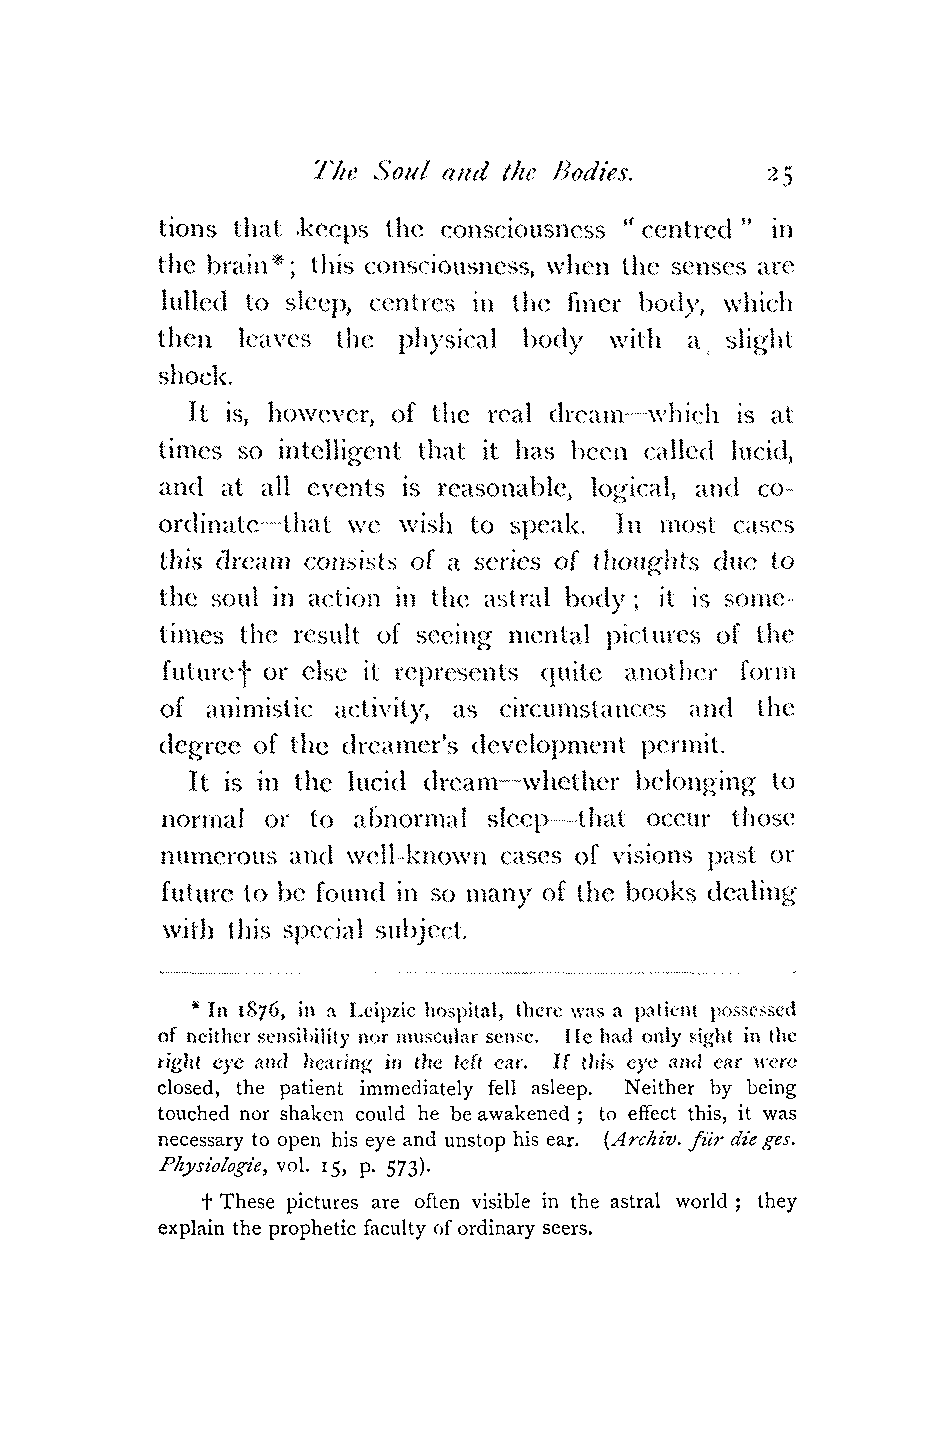 The Soul and the Bodies. 25
tions that keeps the consciousness "centred" in
the brain*; this consciousness, when the senses are
lulled to sleep, centres in the finer body, which
then leaves the physical body with a slight
shock.
It is, however, of the real dream—which is at
times so intelligent that it has been called lucid,
and at all events is reasonable, logical, and co-
ordinate—that we wish to speak. In most cases
this dream consists of a series of thoughts due to
the soul in action in the astral body; it is some-
times the result of seeing mental pictures of the
future† or else it represents quite another form
of animistic activity, as circumstances and the
degree of the dreamer's development permit.
It is in the lucid dream—whether belonging to
normal or to abnormal sleep—that occur those
numerous and well-known cases of visions past or
future to be found in so many of the books dealing
with this special subject.
* In 1876, in a Leipzic hospital, there was a patient possessed
of neither sensibility nor muscular sense. He had only sight in the
right eye and hearing in the left ear. If this eye and ear were
closed, the patient immediately fell asleep. Neither by being
touched nor shaken could he be awakened; to effect this, it was
necessary to open his eye and unstop his ear. (Archiv. für die ges.
Physiologie, vol. 15, p. 573).
† These pictures are often visible in the astral world; they
explain the prophetic faculty of ordinary seers.